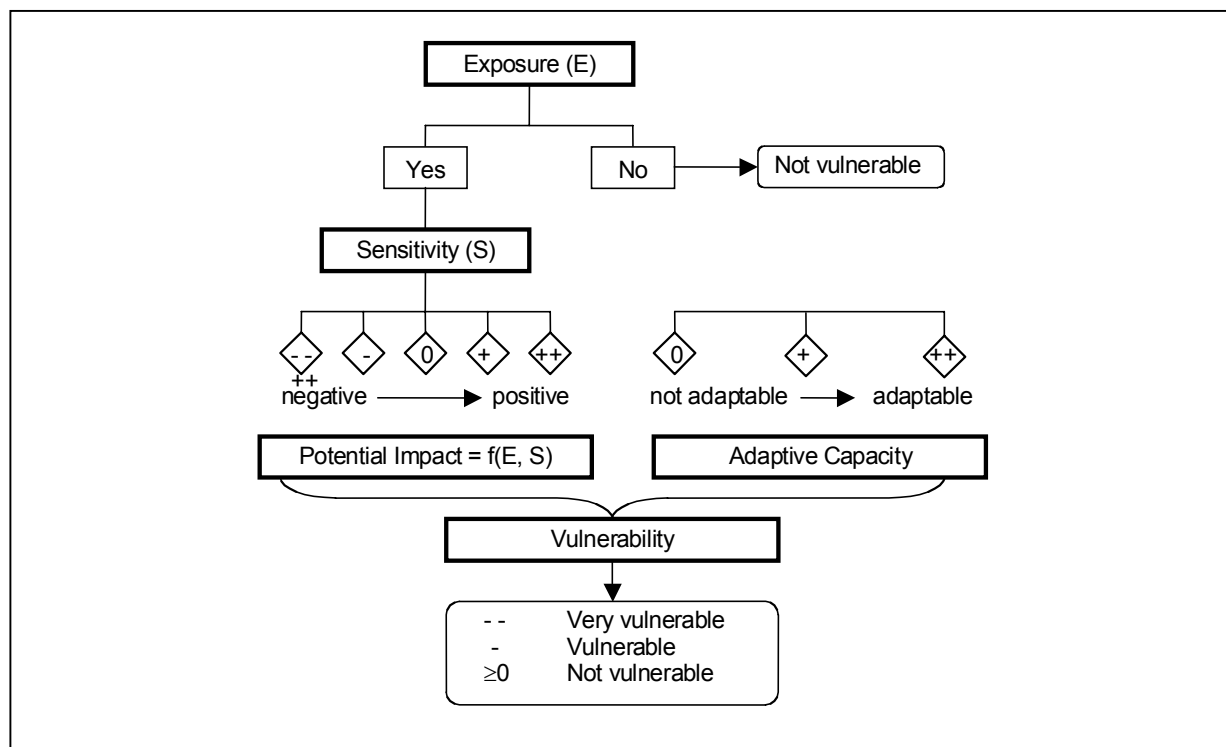 Exposure (E)
Yes
No
Not vulnerable
Sensitivity (S)
- -
-
0
+
++
++
negative
positive
0
+
++
not adaptable
adaptable
Potential Impact = f(E, S)
Adaptive Capacity
Vulnerability
- - Very vulnerable
- Vulnerable
≥0 Not vulnerable